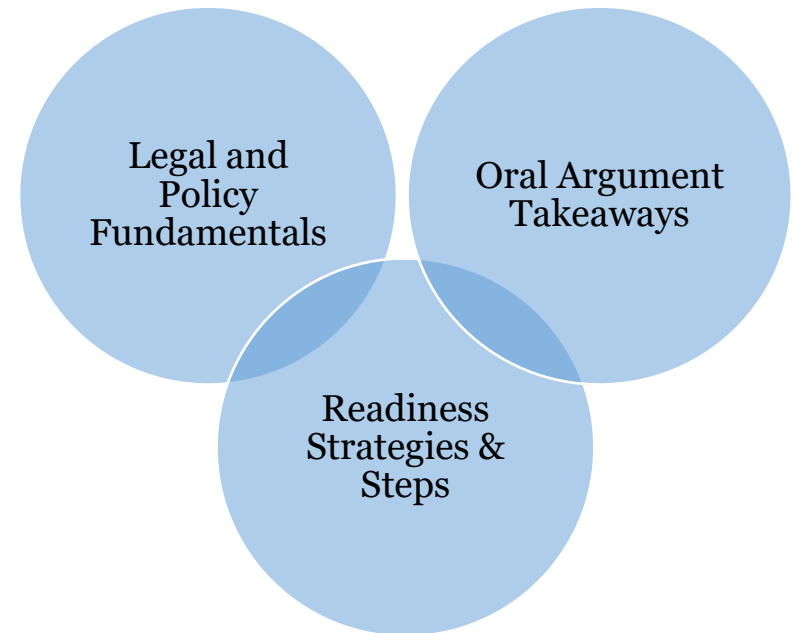 Legal and
Policy
Fundamentals
Oral Argument
Takeaways
Readiness
Strategies &
Steps